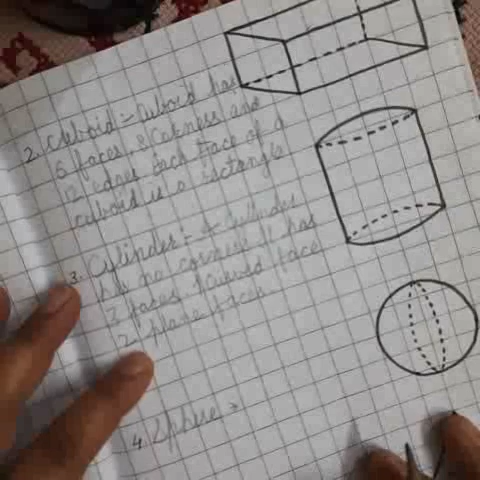 2. Cuboid - Cuboid has
6 faces, 8 corners and
12 edges. Each face of a
cuboid is a rectangle
3. Cylinder - A Cylinder
has no corners. It has
3 faces 1 curved face
2 plane faces
4. Sphere -